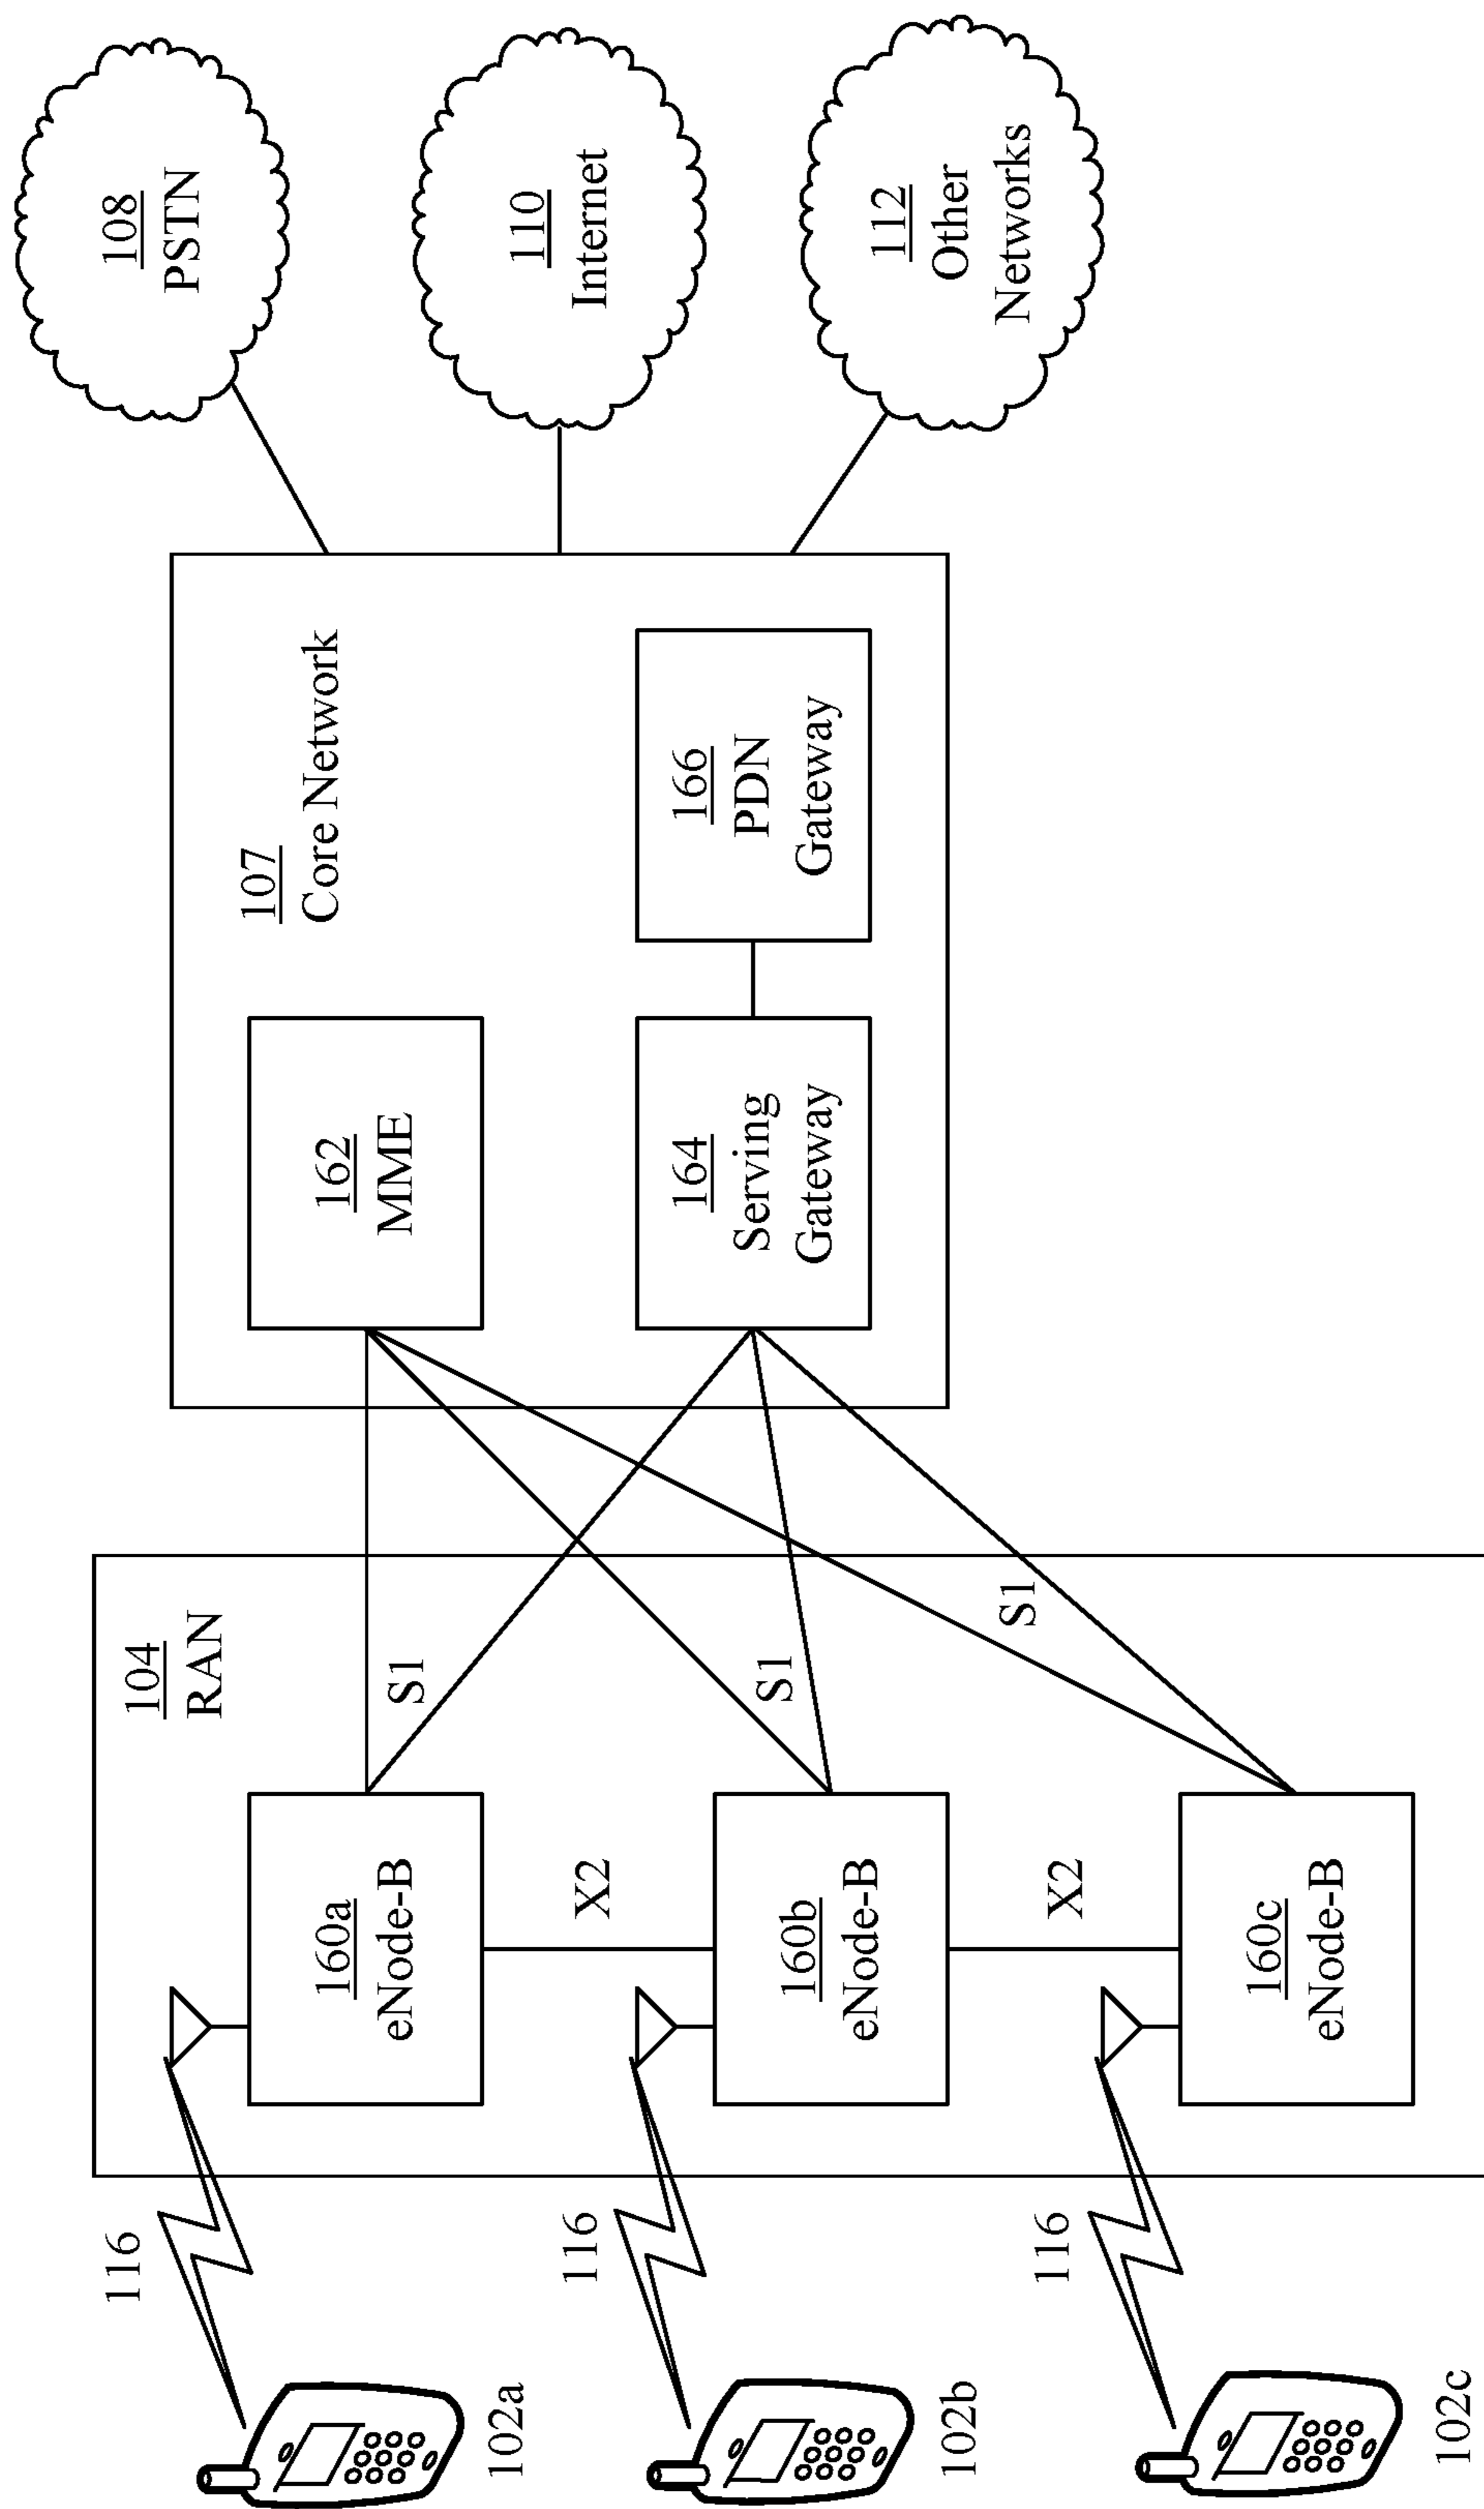 108
PSTN
110
Internet
112
Other
Networks
107
Core Network
162
MME
164
Serving
Gateway
166
PDN
Gateway
104
RAN
S1
S1
S1
160a
eNode-B
X2
160b
eNode-B
X2
160c
eNode-B
116
116
116
102a
102b
102c